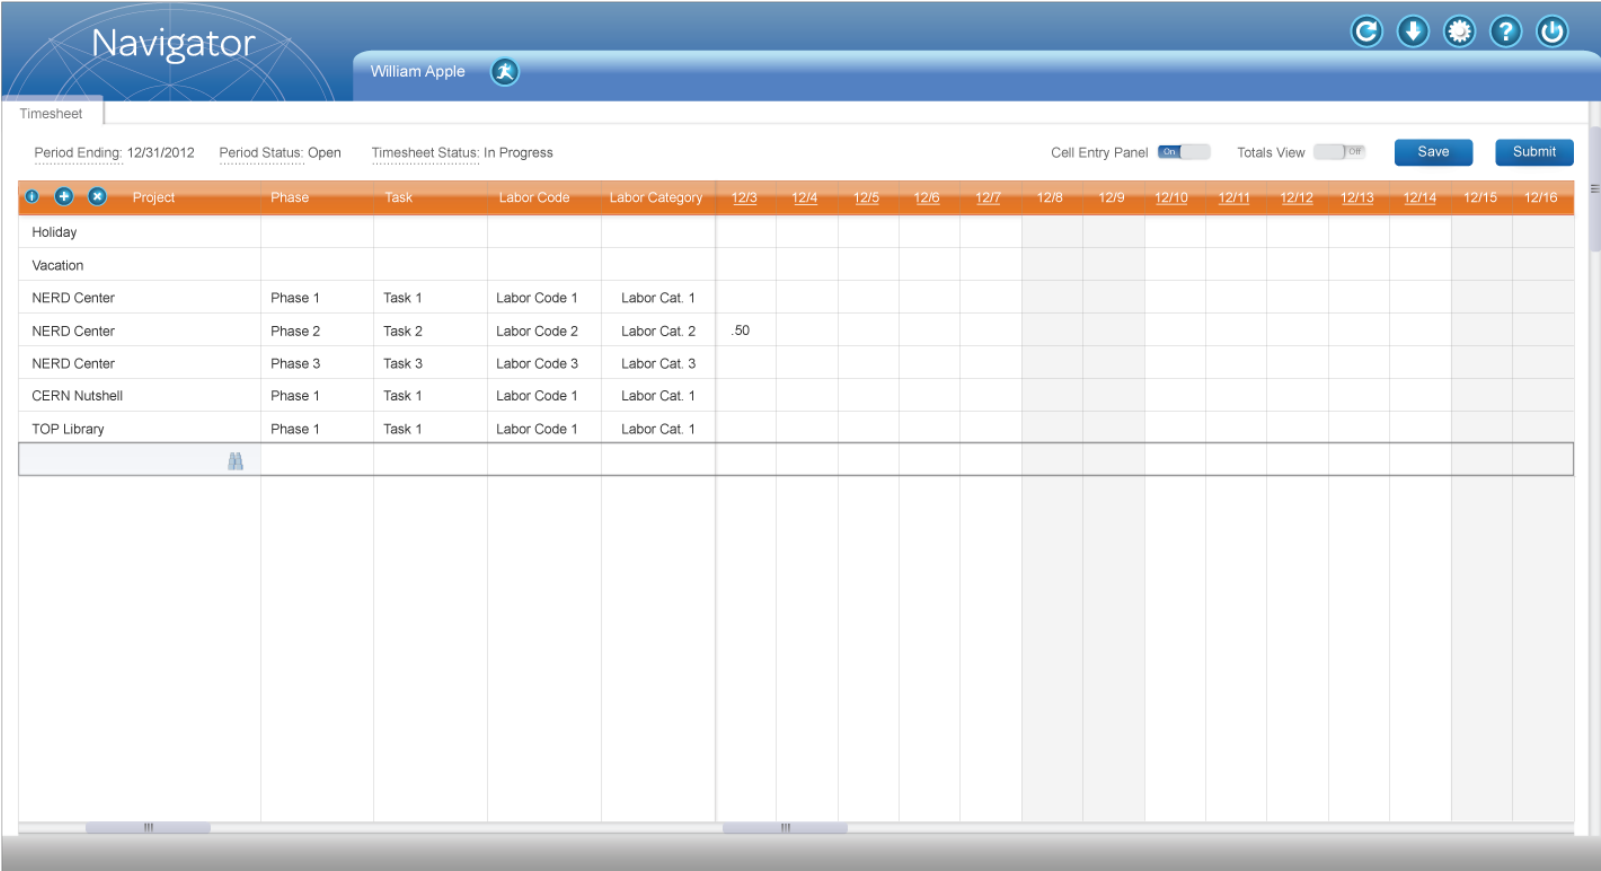 Navigator
William Apple
Timesheet
Period Ending: 12/31/2012 Period Status: Open Timesheet Status: In Progress Cell Entry Panel On Totals View Off Save Submit
Project Phase Task Labor Code Labor Category 12/3 12/4 12/5 12/6 12/7 12/8 12/9 12/10 12/11 12/12 12/13 12/14 12/15 12/16
Holiday
Vacation
NERD Center Phase 1 Task 1 Labor Code 1 Labor Cat. 1
NERD Center Phase 2 Task 2 Labor Code 2 Labor Cat. 2 .50
NERD Center Phase 3 Task 3 Labor Code 3 Labor Cat. 3
CERN Nutshell Phase 1 Task 1 Labor Code 1 Labor Cat. 1
TOP Library Phase 1 Task 1 Labor Code 1 Labor Cat. 1